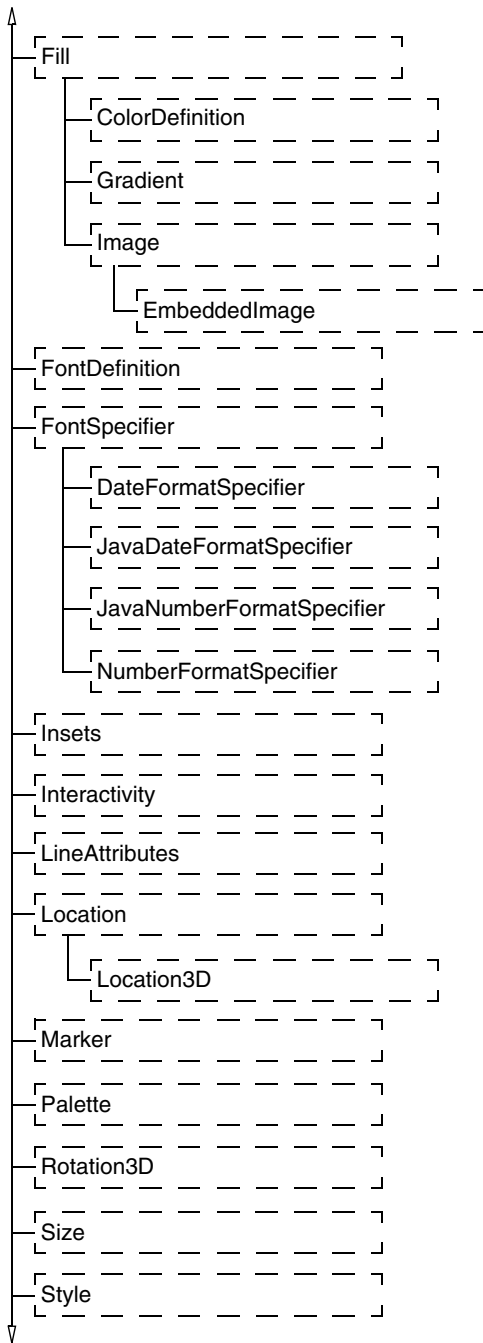 Fill
ColorDefinition
Gradient
Image
EmbeddedImage
FontDefinition
FontSpecifier
DateFormatSpecifier
JavaDateFormatSpecifier
JavaNumberFormatSpecifier
NumberFormatSpecifier
Insets
Interactivity
LineAttributes
Location
Location3D
Marker
Palette
Rotation3D
Size
Style